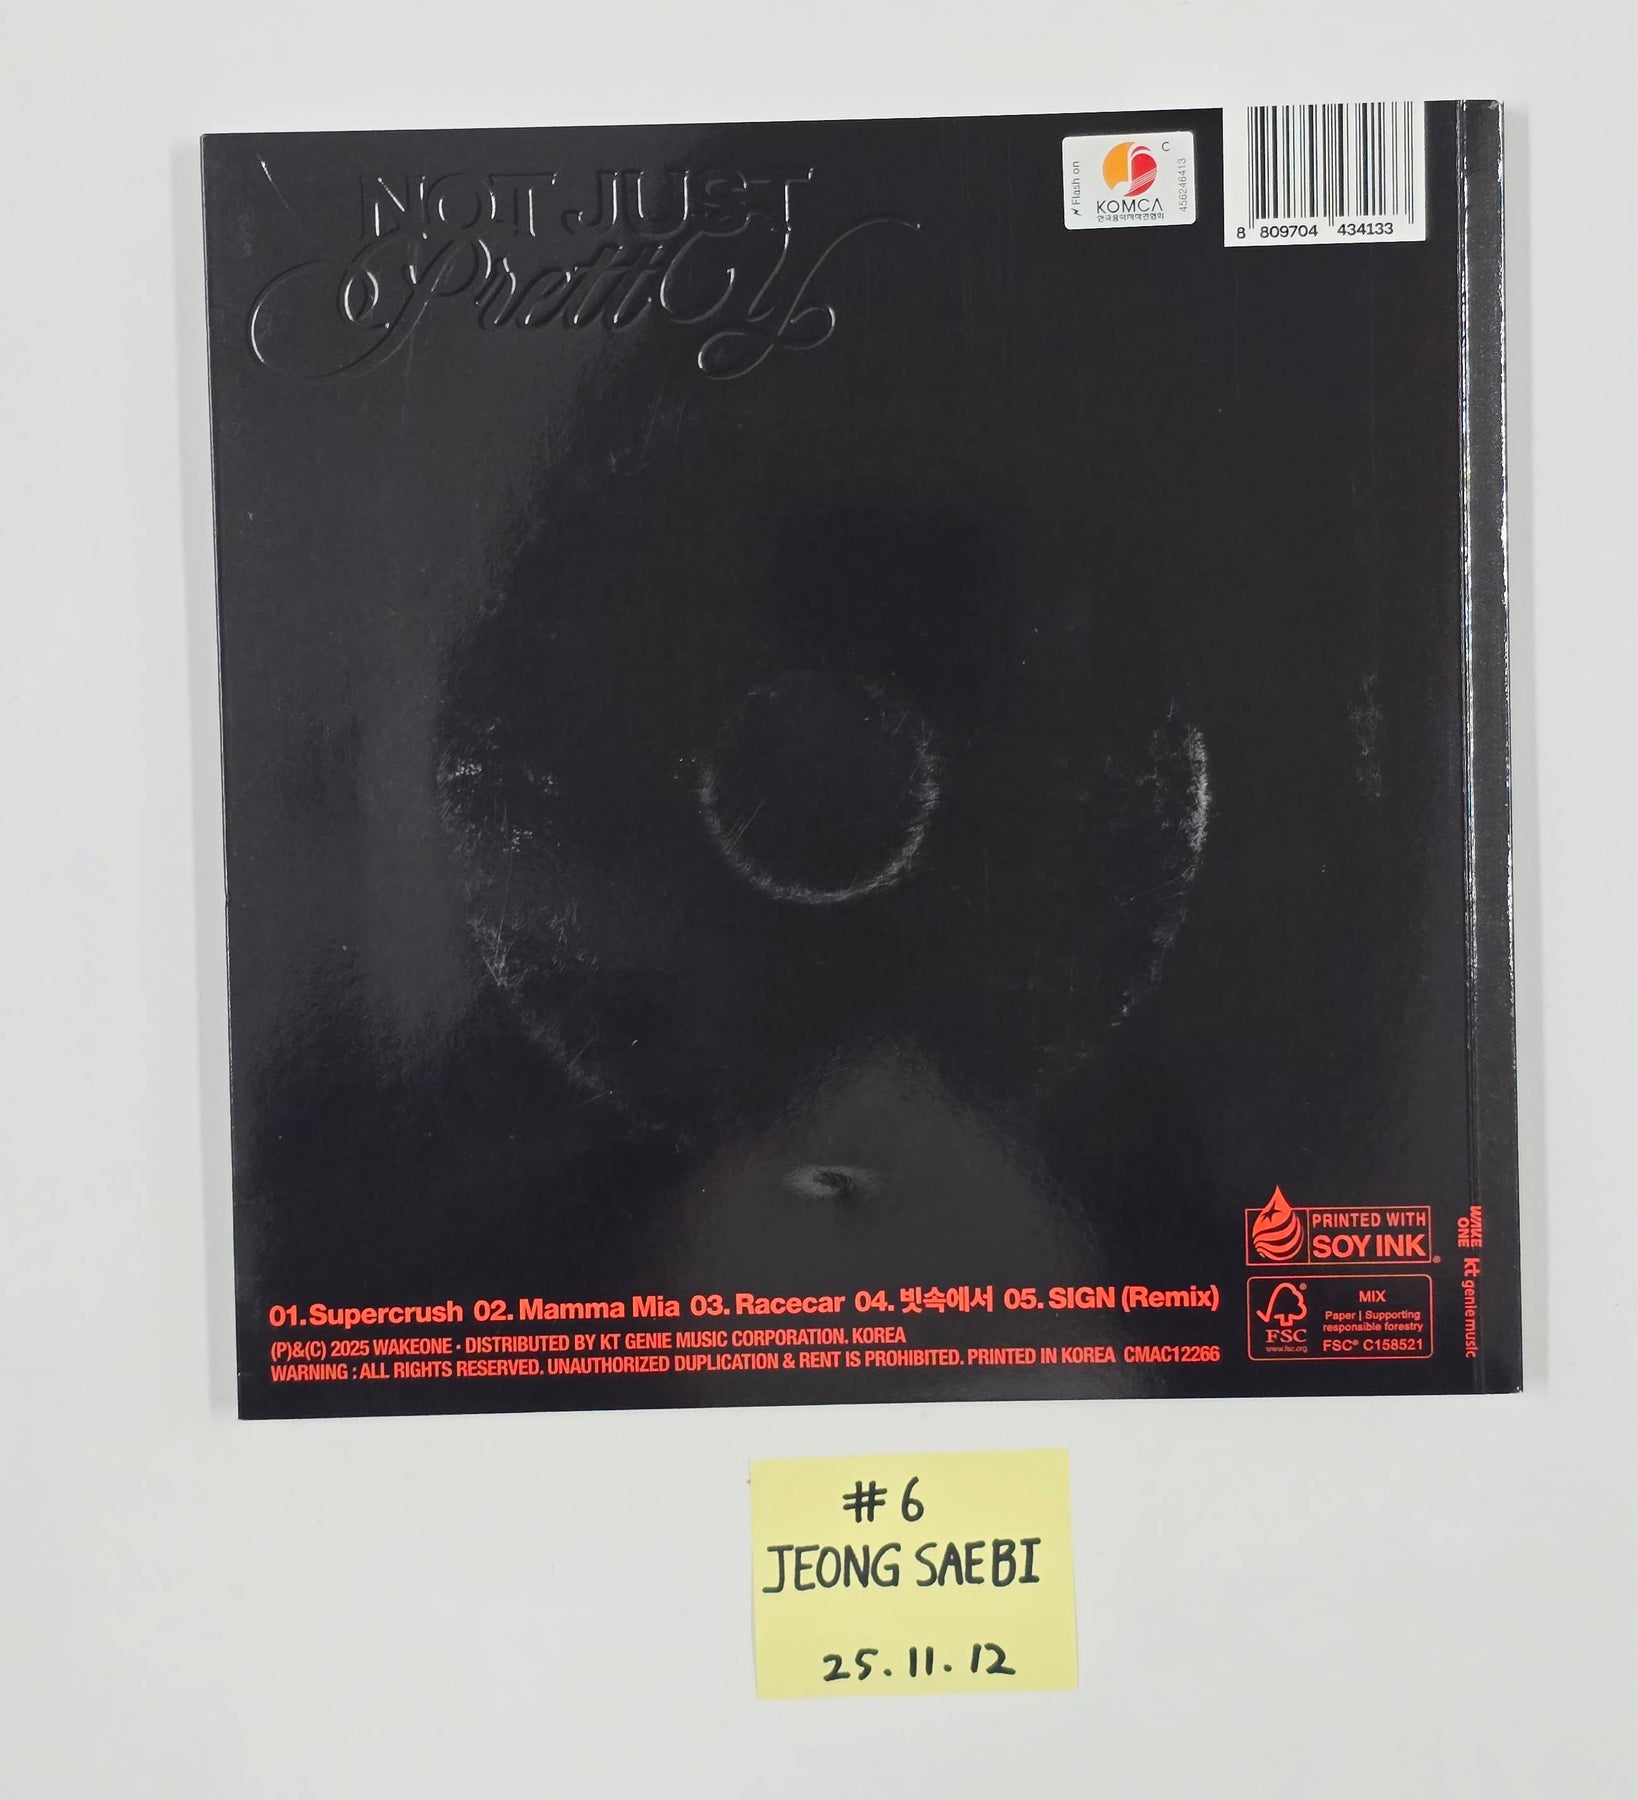 NOT JUST
Pretty
Flash on
C
KOMCA
한국음악저작권협회
456246413
8 809704 434133
PRINTED WITH
SOY INK
WAKE
ONE
kt genie music
01.Supercrush 02. Mamma Mia 03. Racecar 04. 빗속에서 05. SIGN (Remix)
(P)&(C) 2025 WAKEONE • DISTRIBUTED BY KT GENIE MUSIC CORPORATION. KOREA
WARNING : ALL RIGHTS RESERVED. UNAUTHORIZED DUPLICATION & RENT IS PROHIBITED. PRINTED IN KOREA CMAC12266
FSC
www.fsc.org
MIX
Paper | Supporting
responsible forestry
FSC® C158521
#6
JEONG SAEBI
25.11.12